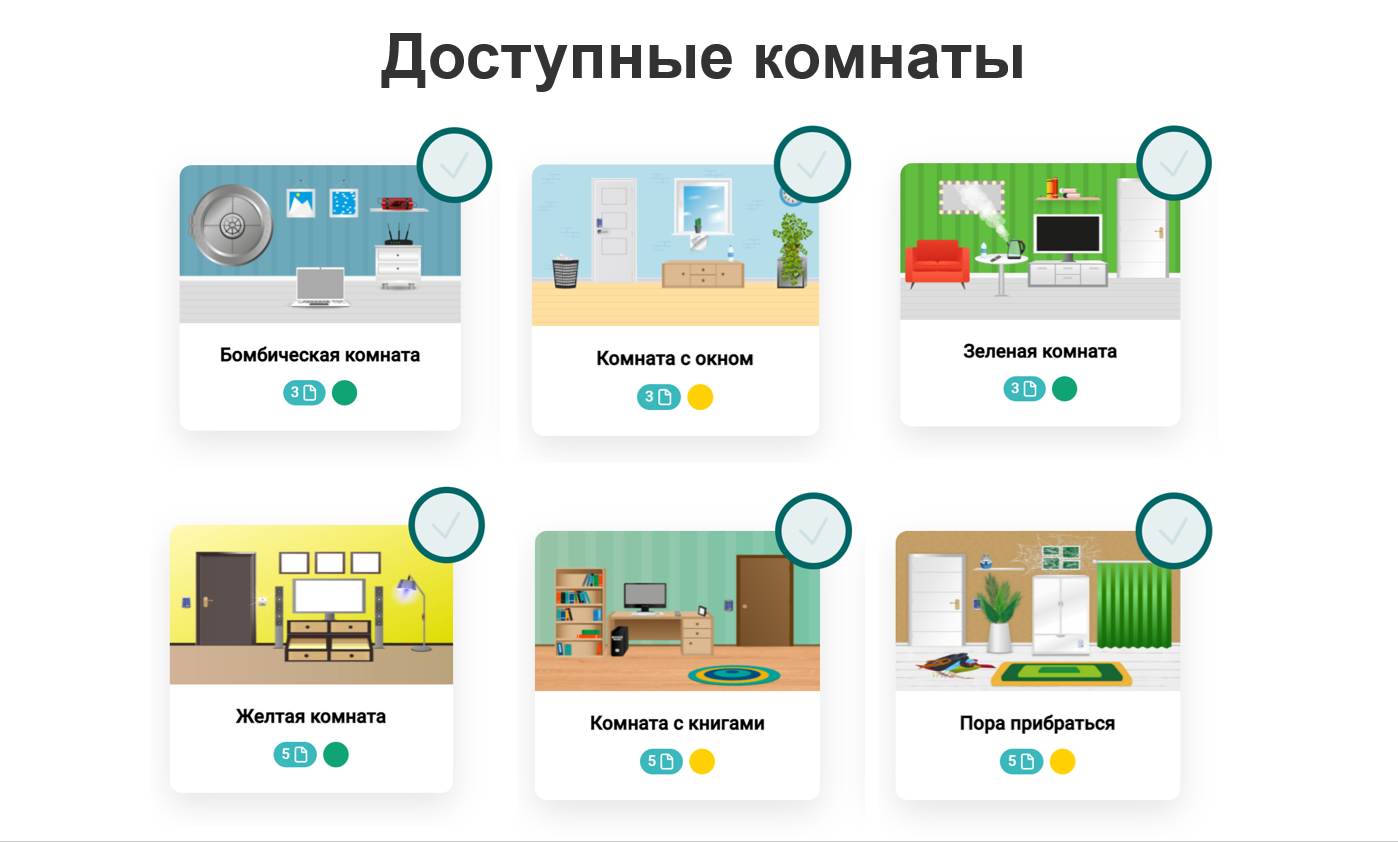 Доступные комнаты
Бомбическая комната
3
Комната с окном
3
Зеленая комната
3
Желтая комната
5
Комната с книгами
5
Пора прибраться
5